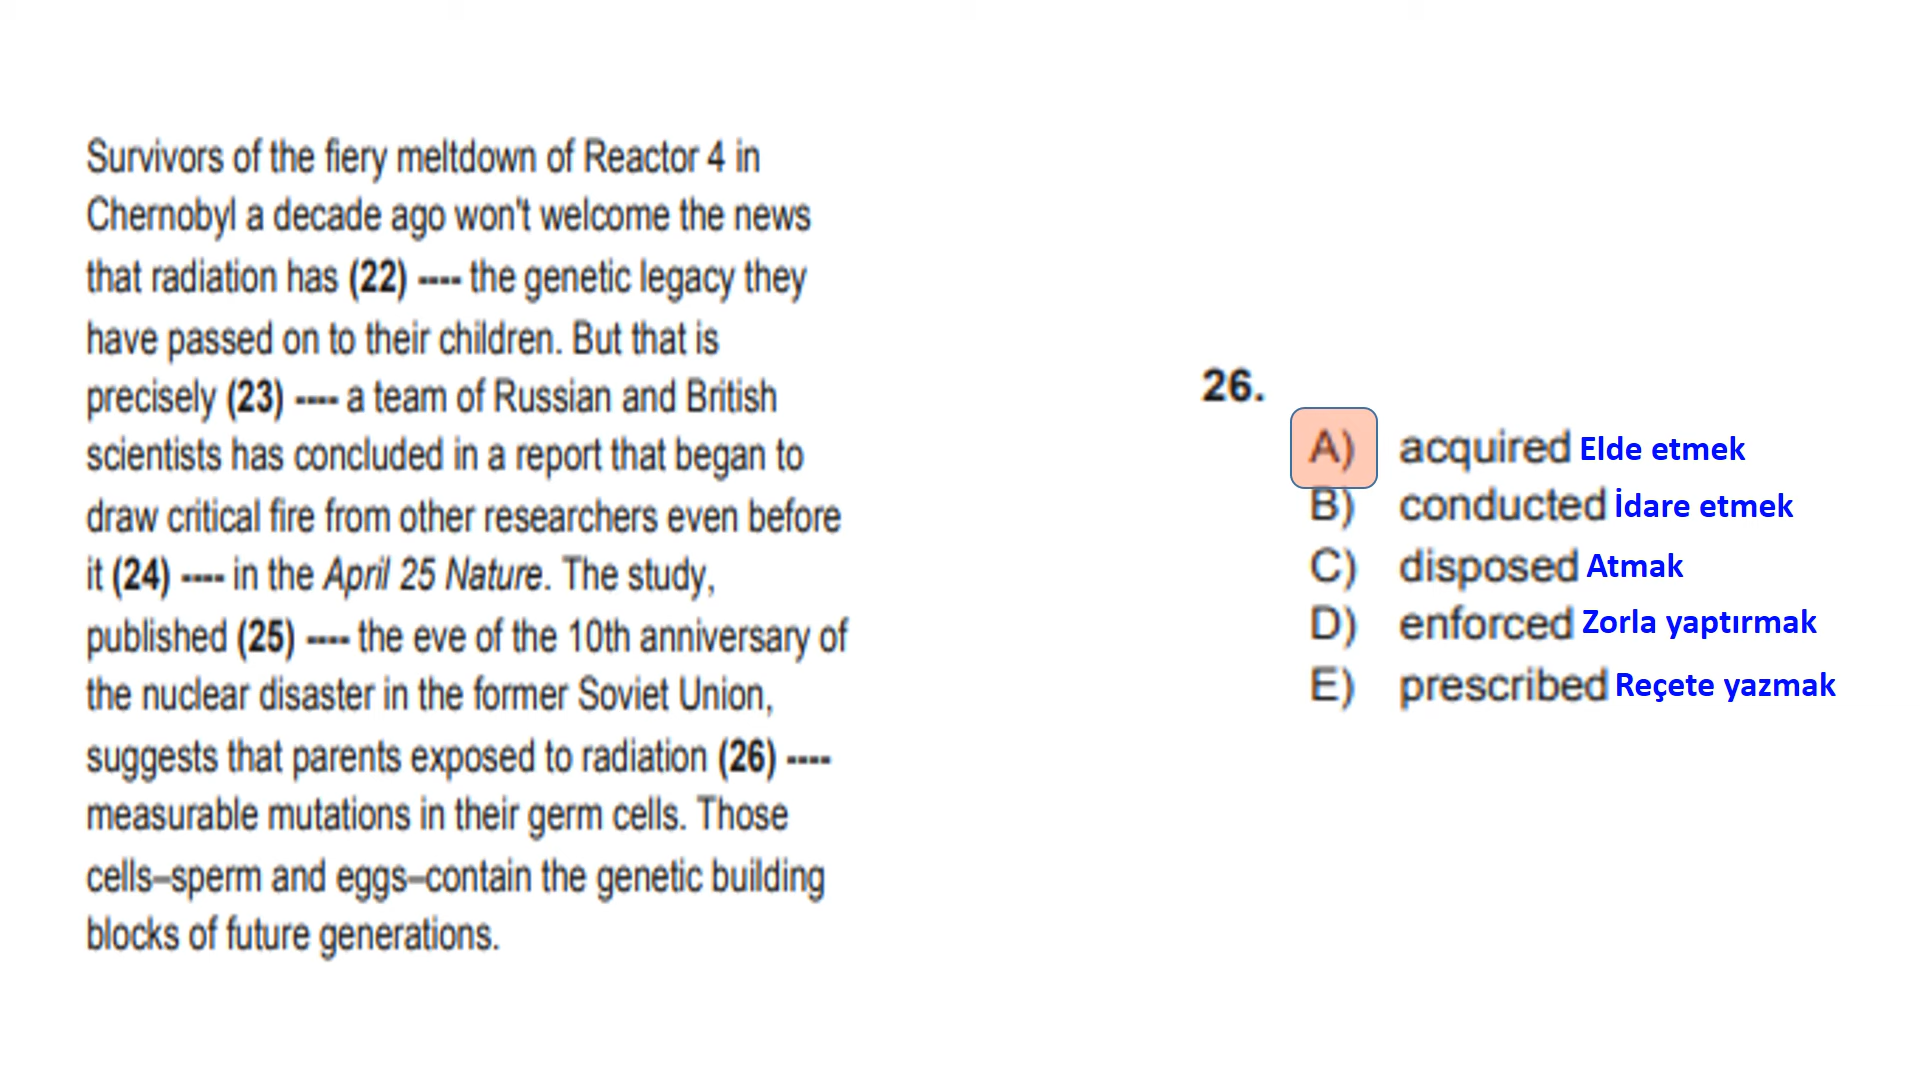 Survivors of the fiery meltdown of Reactor 4 in
Chernobyl a decade ago won't welcome the news
that radiation has (22) ---- the genetic legacy they
have passed on to their children. But that is
precisely (23) ---- a team of Russian and British
scientists has concluded in a report that began to
draw critical fire from other researchers even before
it (24) ---- in the April 25 Nature. The study,
published (25) ---- the eve of the 10th anniversary of
the nuclear disaster in the former Soviet Union,
suggests that parents exposed to radiation (26) ----
measurable mutations in their germ cells. Those
cells–sperm and eggs–contain the genetic building
blocks of future generations.
26.
A) acquired Elde etmek
B) conducted İdare etmek
C) disposed Atmak
D) enforced Zorla yaptırmak
E) prescribed Reçete yazmak